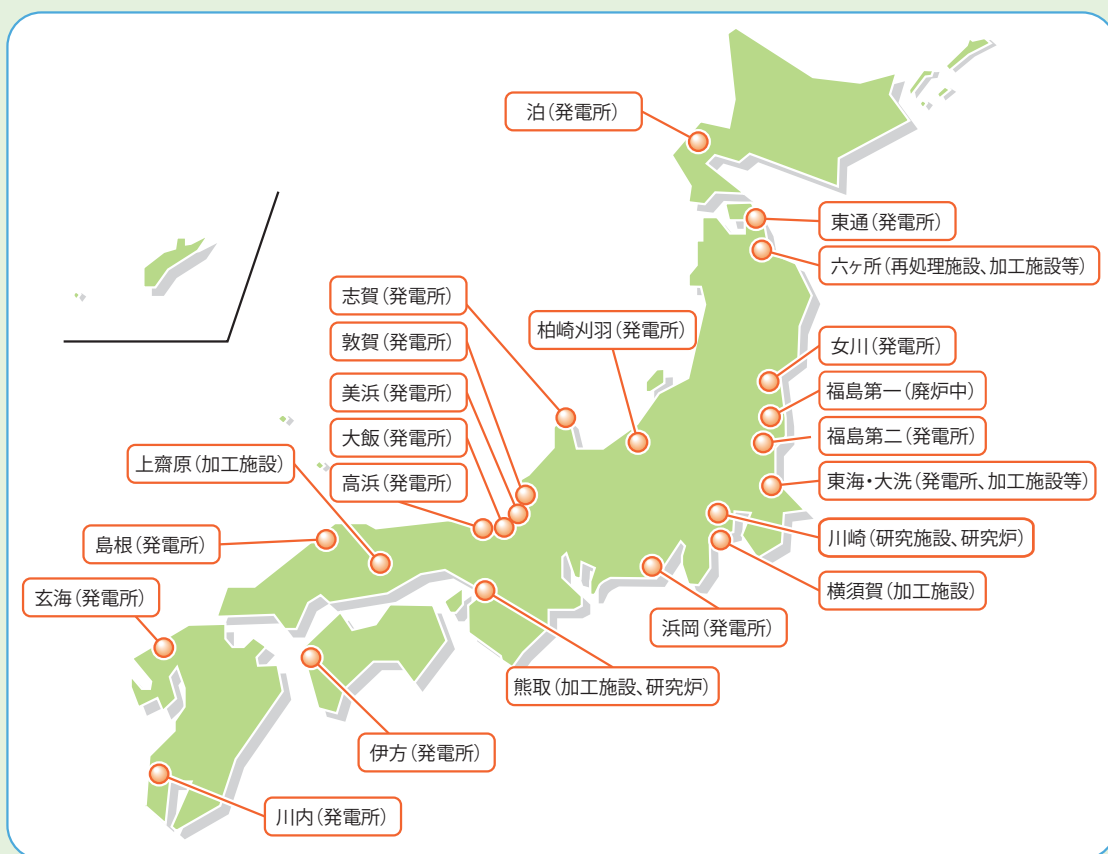 泊(発電所)
東通(発電所)
六ヶ所(再処理施設、加工施設等)
志賀(発電所)
柏崎刈羽(発電所)
敦賀(発電所)
女川(発電所)
美浜(発電所)
福島第一(廃炉中)
大飯(発電所)
福島第二(発電所)
上齋原(加工施設)
高浜(発電所)
東海・大洗(発電所、加工施設等)
島根(発電所)
川崎(研究施設、研究炉)
玄海(発電所)
横須賀(加工施設)
浜岡(発電所)
熊取(加工施設、研究炉)
伊方(発電所)
川内(発電所)